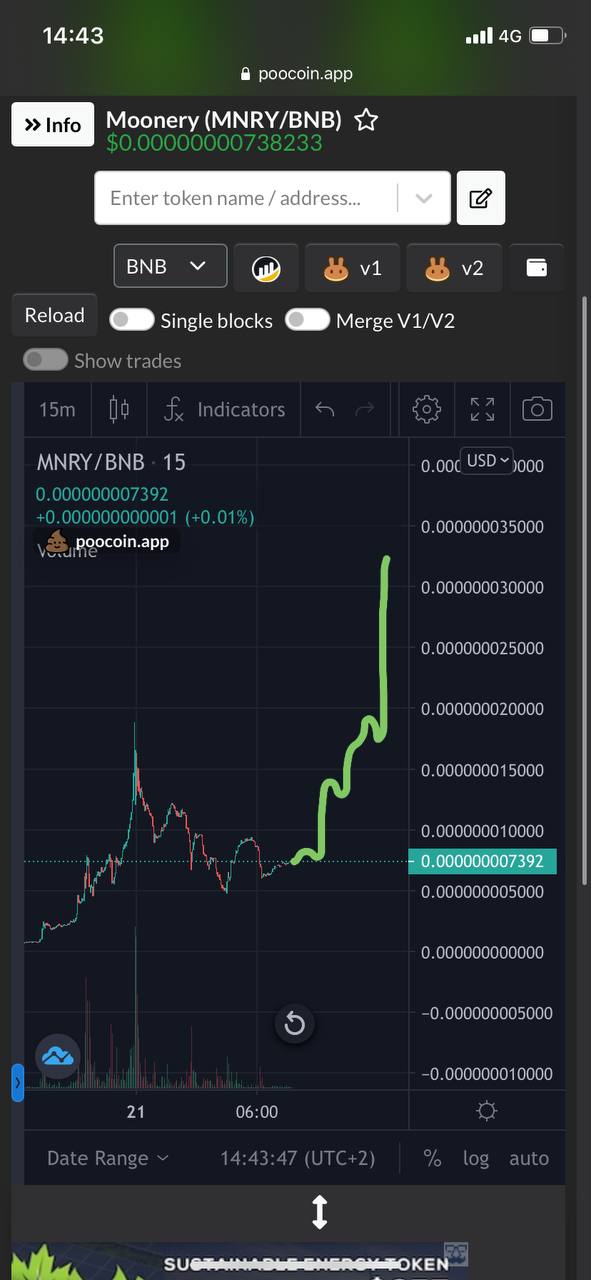 14:43 4G
poocoin.app
Info Moonery (MNRY/BNB)
$0.00000000738233
Enter token name / address...
BNB v1 v2
Reload Single blocks Merge V1/V2
Show trades
15m Indicators
MNRY/BNB · 15
USD
0.000000007392
+0.000000000001 (+0.01%)
poocoin.app
Volume
0.000000035000
0.000000030000
0.000000025000
0.000000020000
0.000000015000
0.000000010000
0.000000007392
0.000000005000
0.000000000000
−0.000000005000
−0.000000010000
21 06:00
Date Range 14:43:47 (UTC+2) % log auto
SUSTAINABLE ENERGY TOKEN